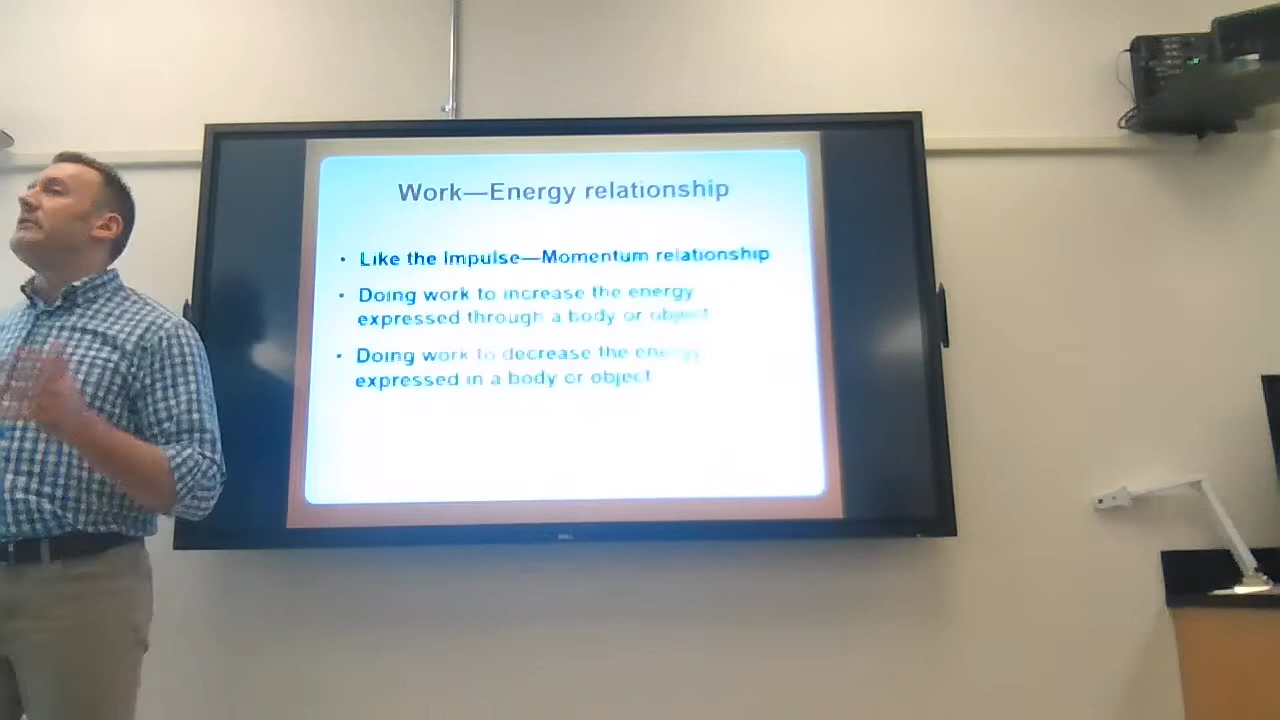 Work—Energy relationship
• Like the Impulse—Momentum relationship
• Doing work to increase the energy
expressed through a body or object
• Doing work to decrease the energy
expressed in a body or object
DELL